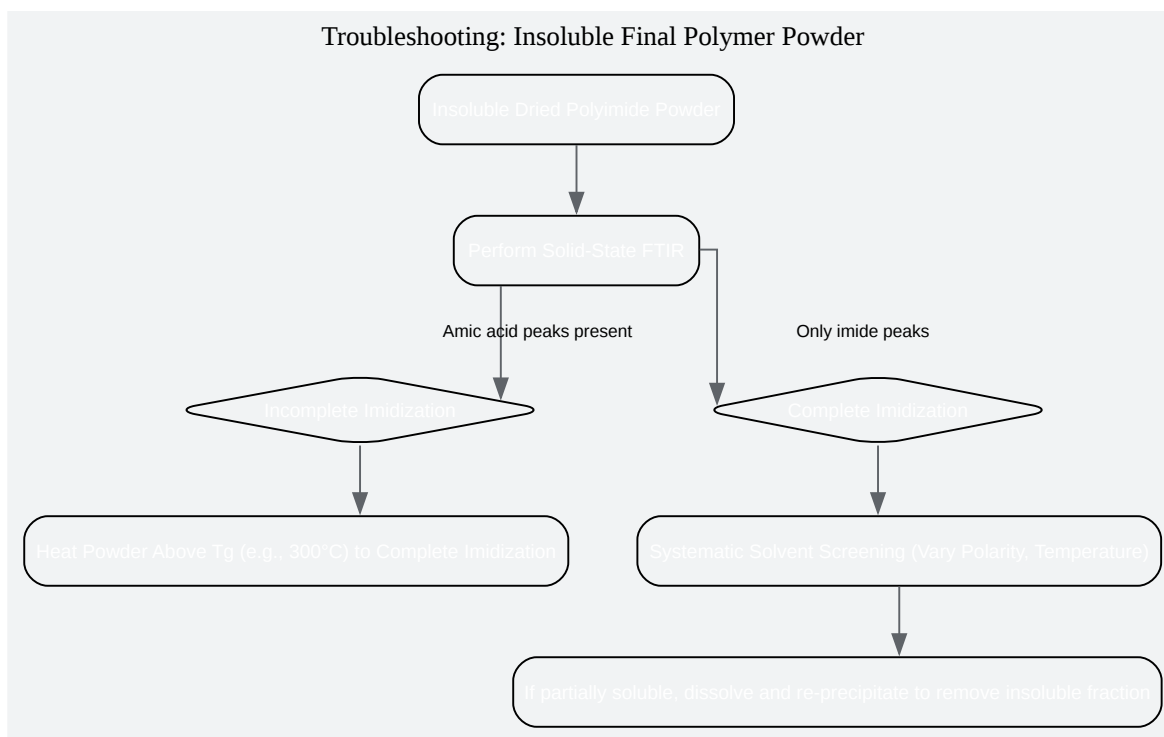 Troubleshooting: Insoluble Final Polymer Powder
Insoluble Dried Polyimide Powder
Perform Solid-State FTIR
Amic acid peaks present
Only imide peaks
Incomplete Imidization
Complete Imidization
Heat Powder Above Tg (e.g., 300°C) to Complete Imidization
Systematic Solvent Screening (Vary Polarity, Temperature)
If partially soluble, dissolve and re-precipitate to remove insoluble fraction